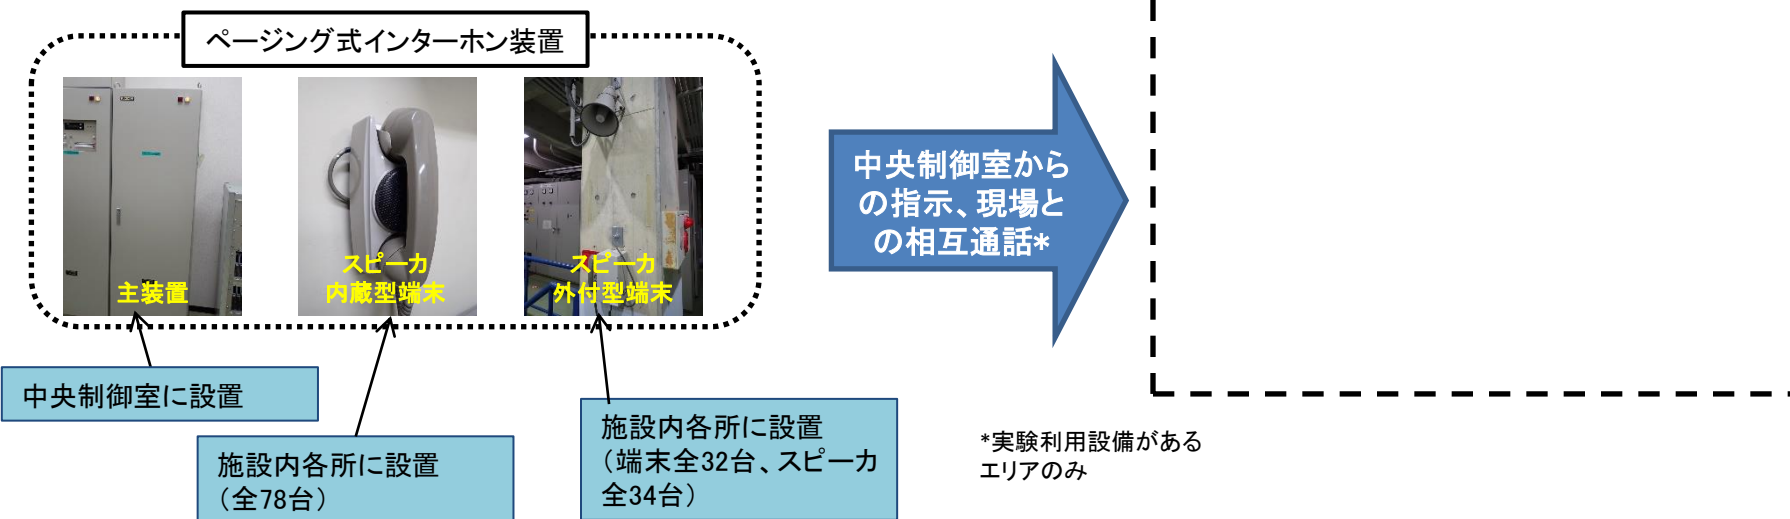 ページング式インターホン装置
主装置
スピーカ
内蔵型端末
スピーカ
外付型端末
中央制御室から
の指示、現場と
の相互通話*
中央制御室に設置
施設内各所に設置
（全78台）
施設内各所に設置
（端末全32台、スピーカ
全34台）
*実験利用設備がある
エリアのみ